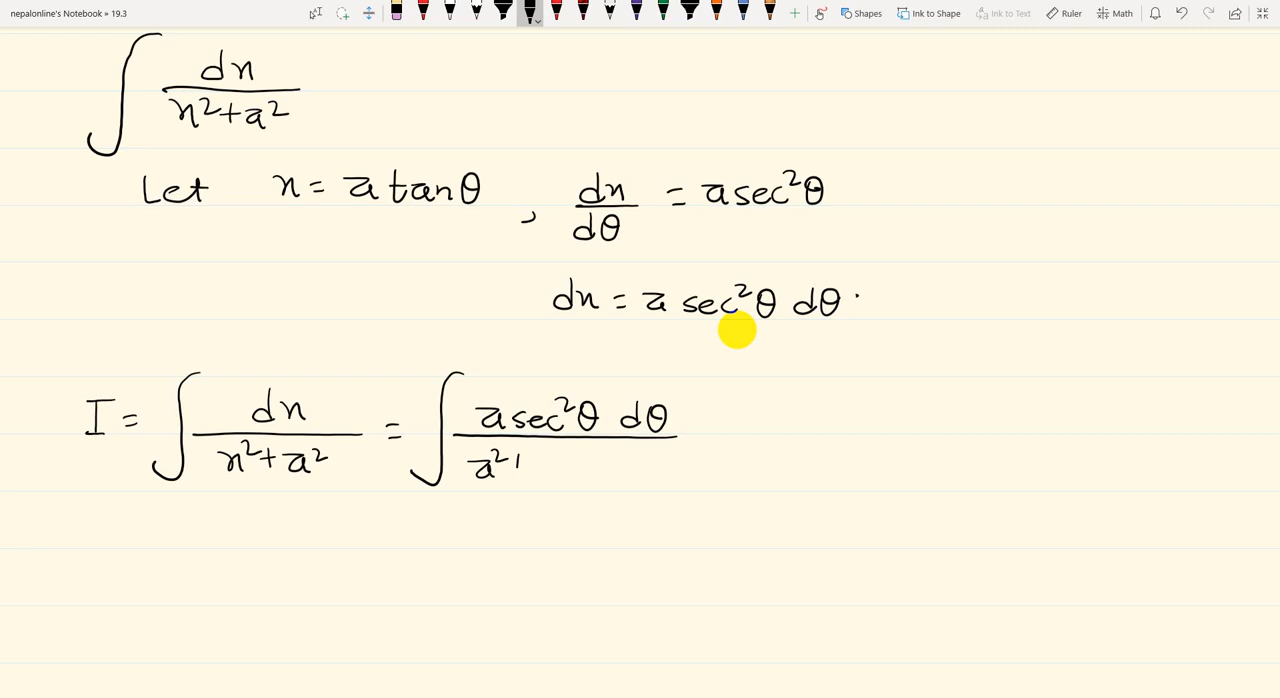 nepalonline's Notebook » 19.3 Shapes Ink to Shape Ink to Text Ruler Math
∫ dx / x²+a²
Let x = a tanθ , dx/dθ = a sec²θ
dx = a sec²θ dθ .
I = ∫ dx / x²+a² = ∫ a sec²θ dθ / a²